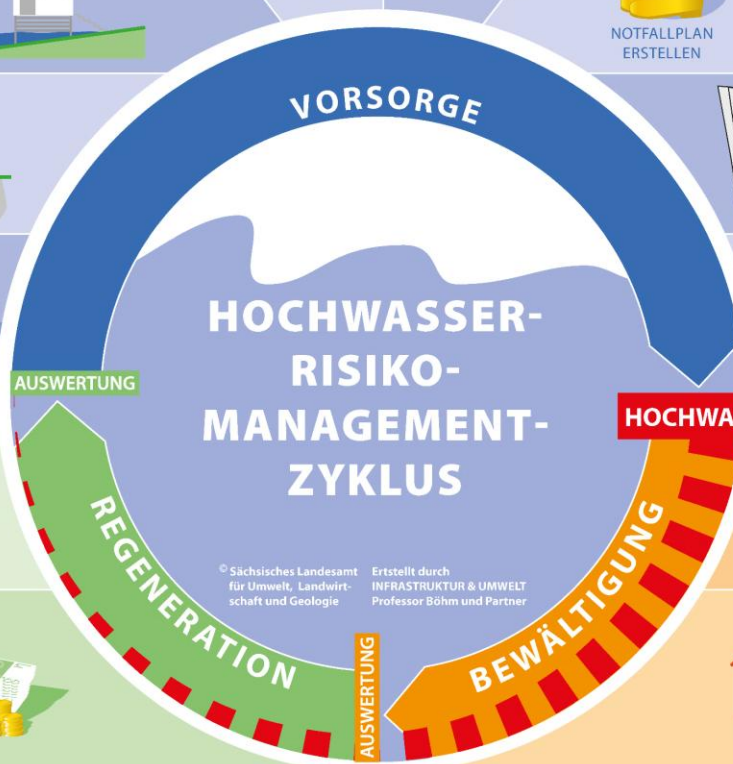 NOTFALLPLAN
ERSTELLEN
VORSORGE
HOCHWASSER-
RISIKO-
MANAGEMENT-
ZYKLUS
AUSWERTUNG
HOCHWA
REGENERATION
BEWÄLTIGUNG
AUSWERTUNG
© Sächsisches Landesamt
für Umwelt, Landwirt-
schaft und Geologie
Ertstellt durch
INFRASTRUKTUR & UMWELT
Professor Böhm und Partner